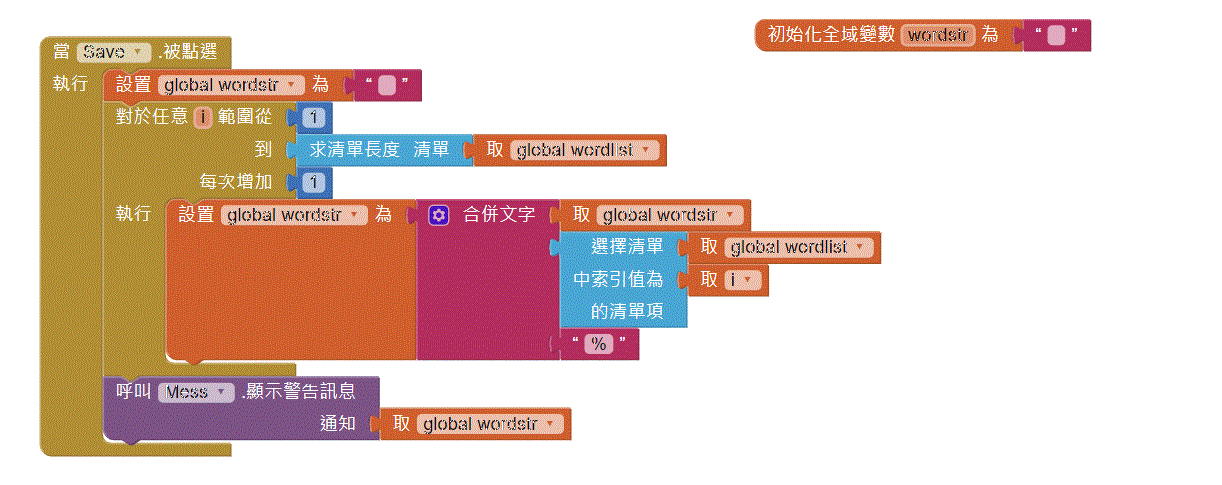 初始化全域變數 wordstr 為 “ ”
當 Save .被點選
執行 設置 global wordstr 為 “ ”
對於任意 i 範圍從 1
到 求清單長度 清單 取 global wordlist
每次增加 1
執行 設置 global wordstr 為 合併文字 取 global wordstr
選擇清單 取 global wordlist
中索引值為 取 i
的清單項
“ % ”
呼叫 Mess .顯示警告訊息
通知 取 global wordstr